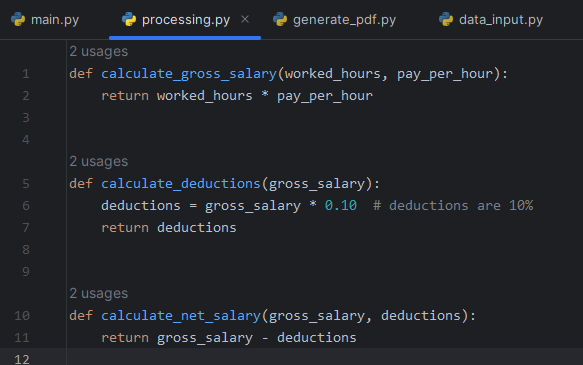 main.py processing.py × generate_pdf.py data_input.py
2 usages
1 def calculate_gross_salary(worked_hours, pay_per_hour):
2     return worked_hours * pay_per_hour
3
4
2 usages
5 def calculate_deductions(gross_salary):
6     deductions = gross_salary * 0.10  # deductions are 10%
7     return deductions
8
9
2 usages
10 def calculate_net_salary(gross_salary, deductions):
11     return gross_salary - deductions
12